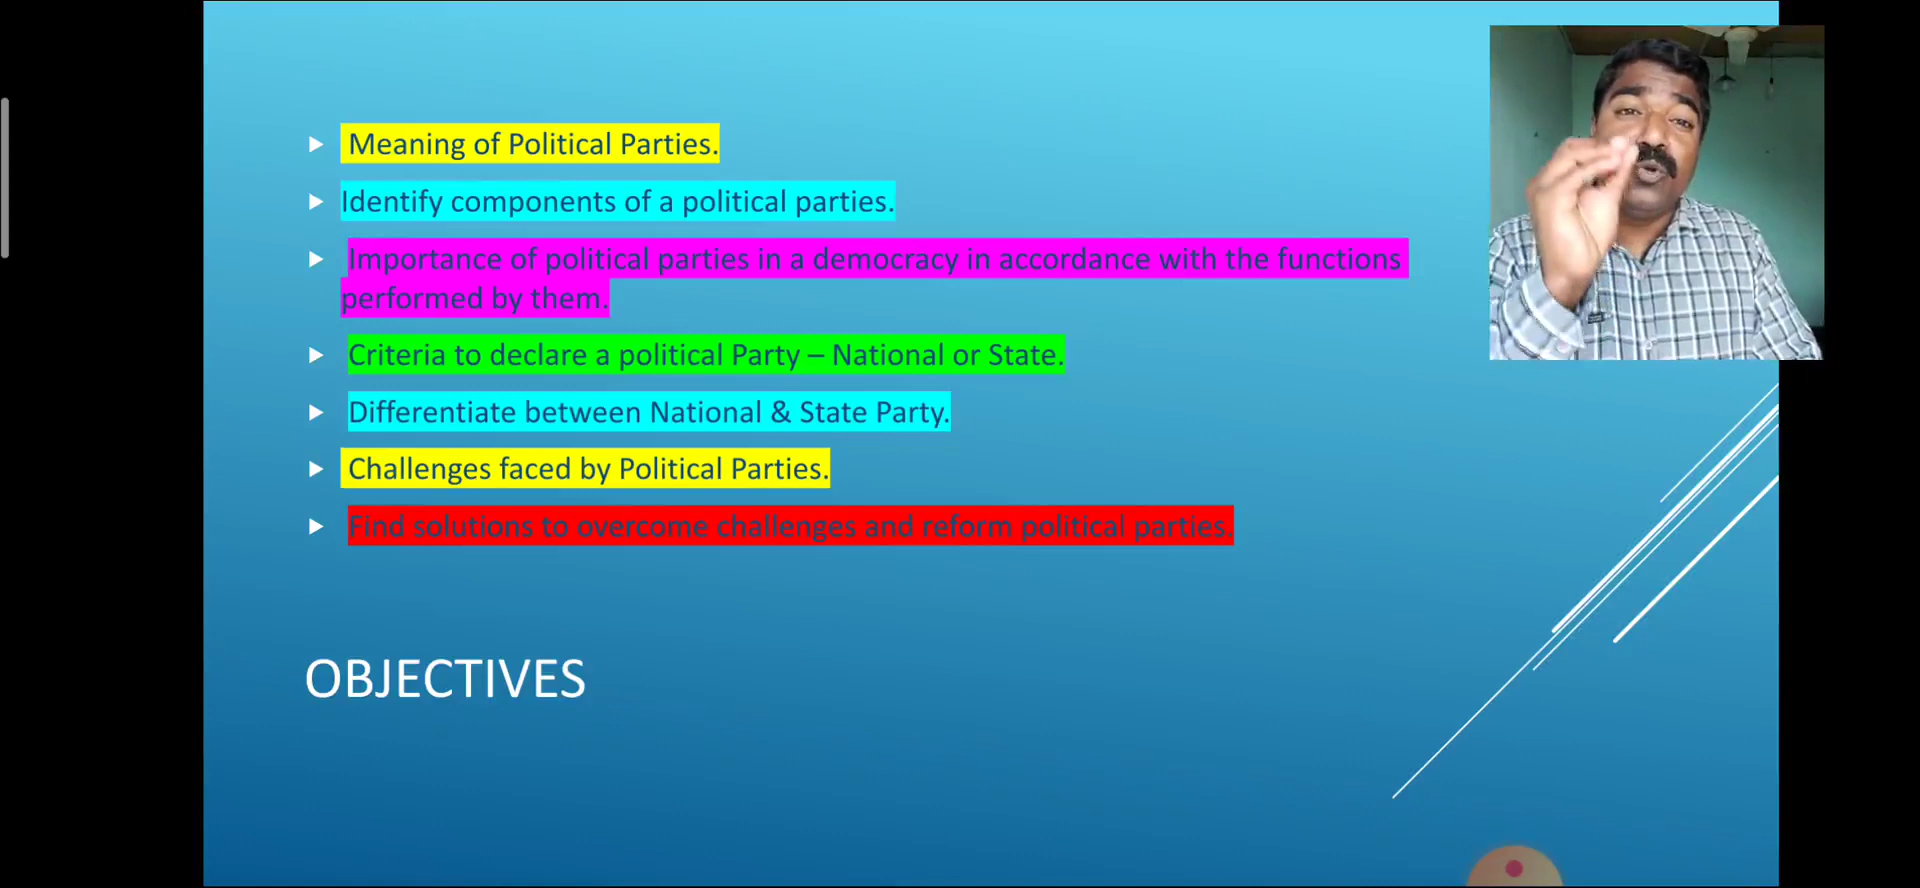 Meaning of Political Parties.
Identify components of a political parties.
Importance of political parties in a democracy in accordance with the functions
performed by them.
Criteria to declare a political Party – National or State.
Differentiate between National & State Party.
Challenges faced by Political Parties.
Find solutions to overcome challenges and reform political parties.
OBJECTIVES